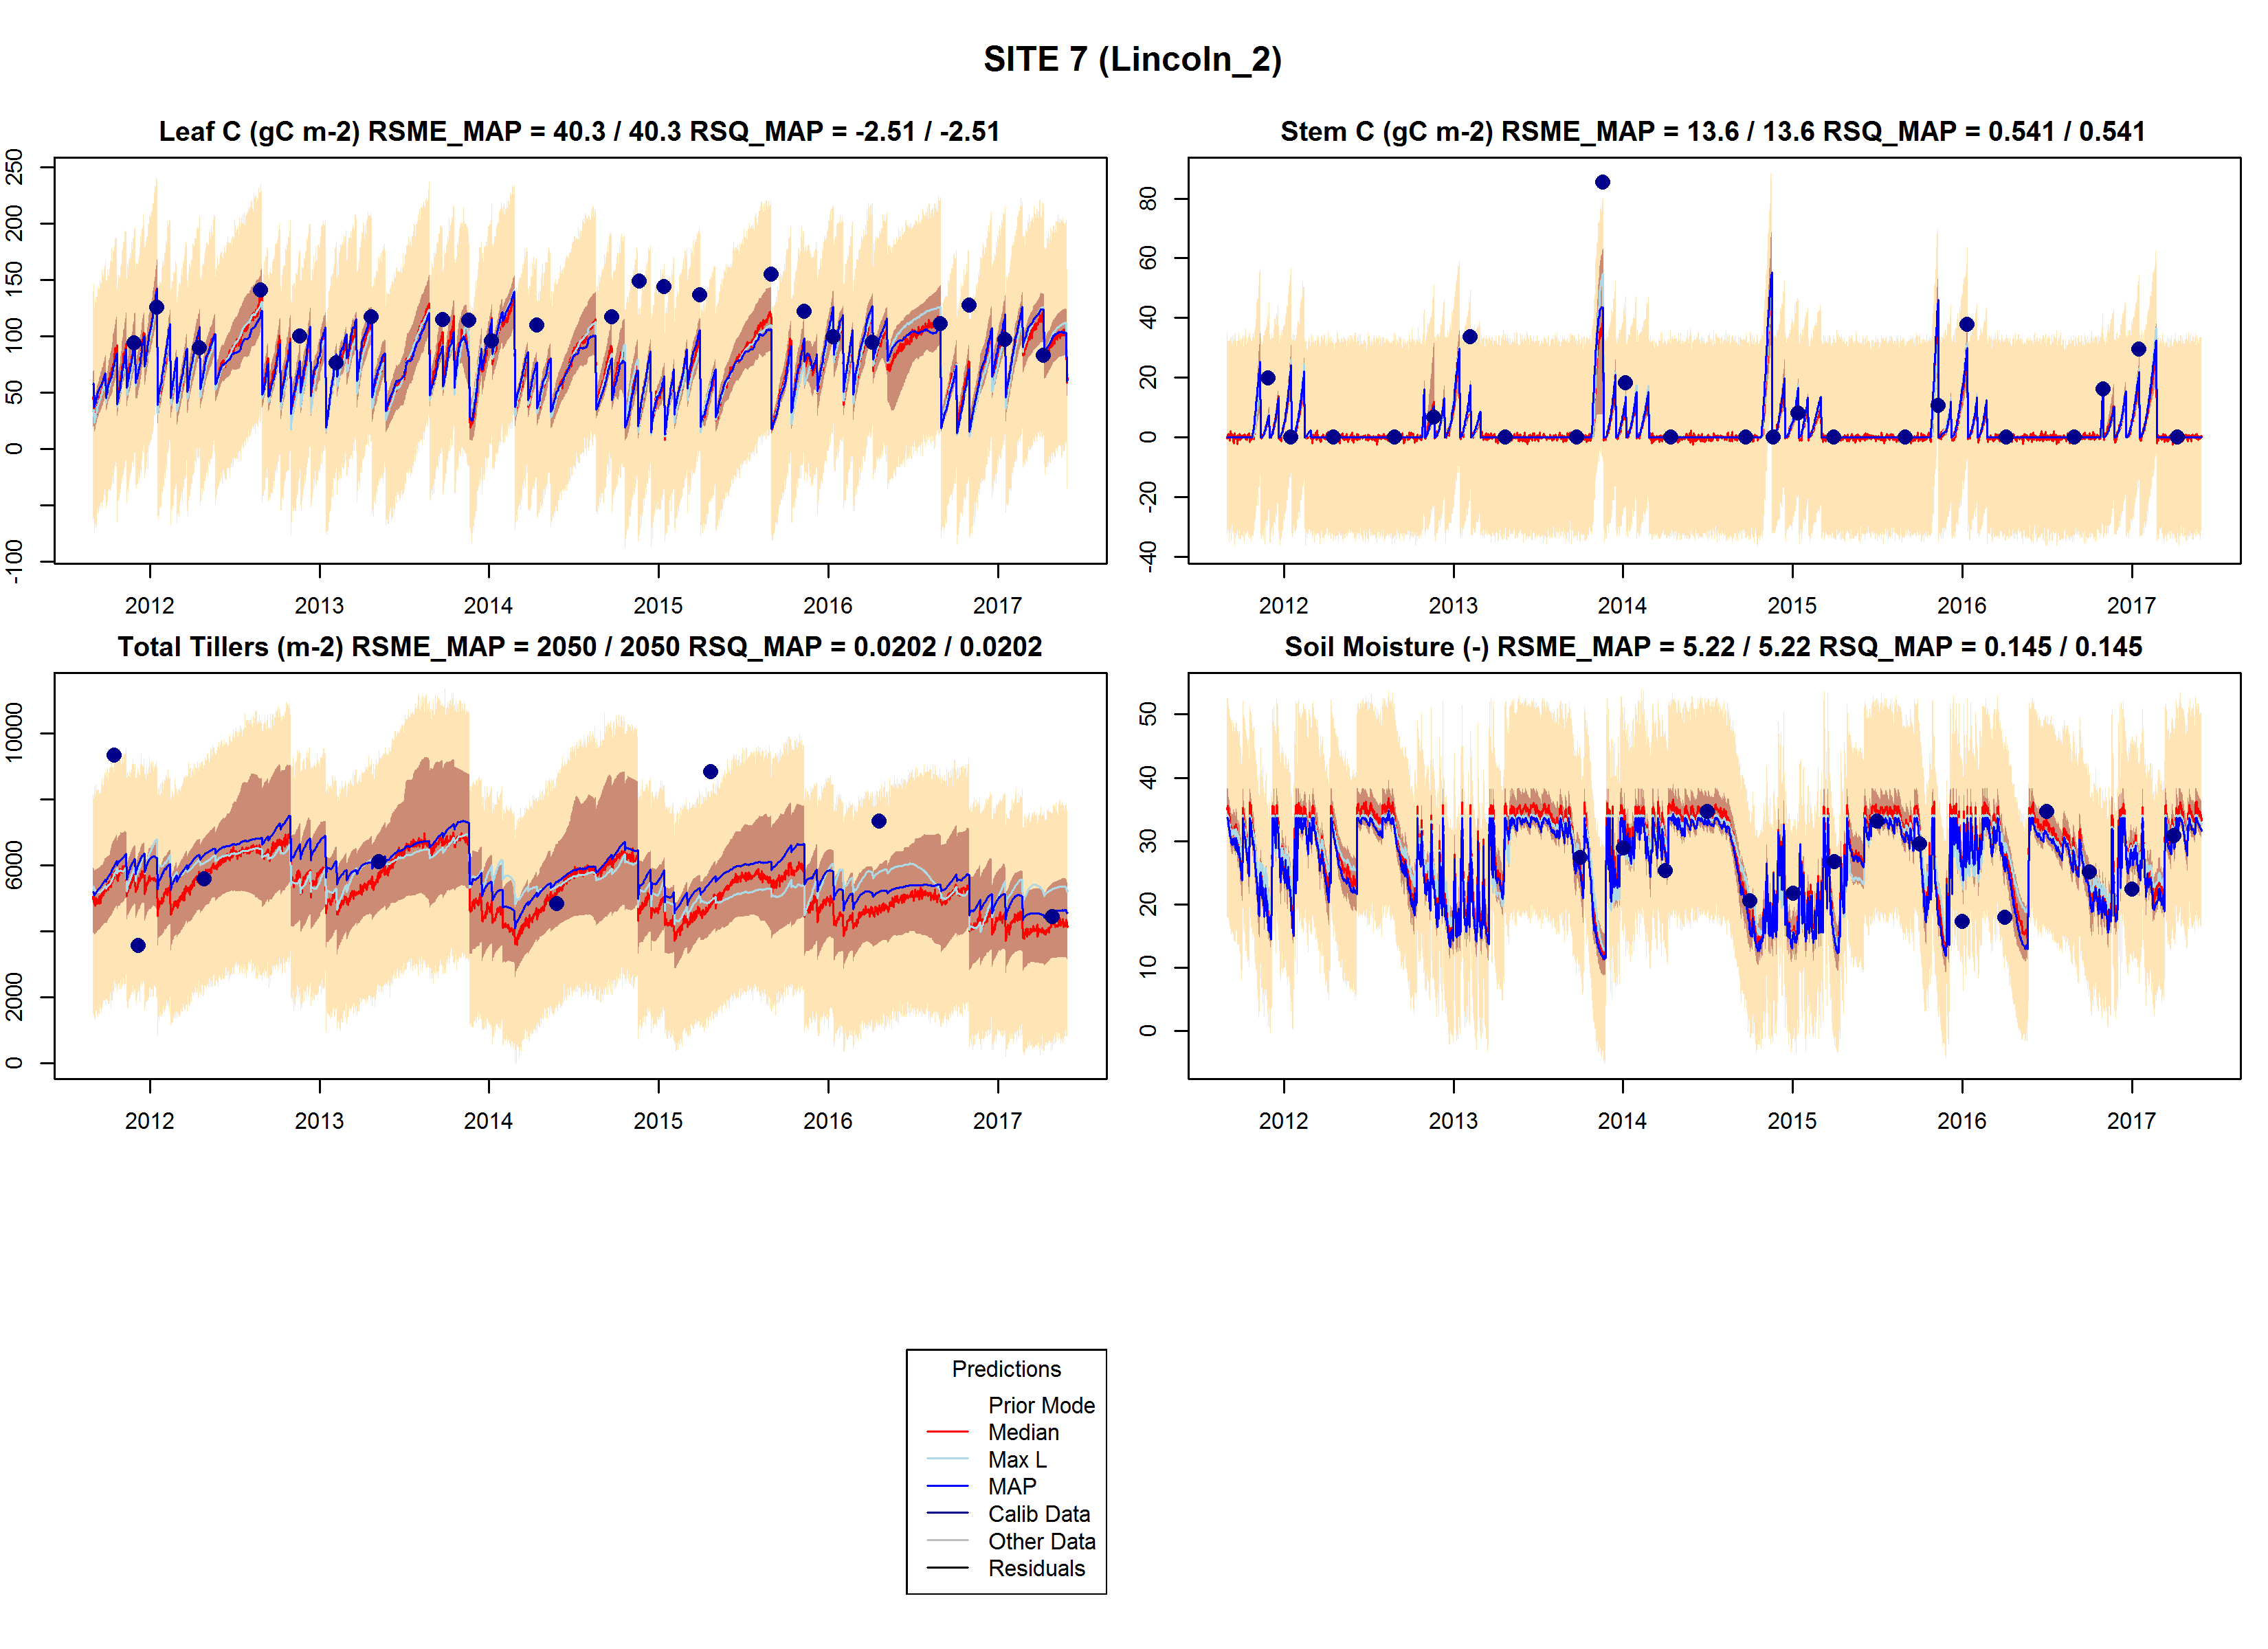 SITE 7 (Lincoln_2)
Leaf C (gC m-2) RSME_MAP = 40.3 / 40.3 RSQ_MAP = -2.51 / -2.51
250
200
150
100
50
0
-100
2012 2013 2014 2015 2016 2017
Stem C (gC m-2) RSME_MAP = 13.6 / 13.6 RSQ_MAP = 0.541 / 0.541
80
60
40
20
0
-20
-40
2012 2013 2014 2015 2016 2017
Total Tillers (m-2) RSME_MAP = 2050 / 2050 RSQ_MAP = 0.0202 / 0.0202
10000
6000
2000
0
2012 2013 2014 2015 2016 2017
Soil Moisture (-) RSME_MAP = 5.22 / 5.22 RSQ_MAP = 0.145 / 0.145
50
40
30
20
10
0
2012 2013 2014 2015 2016 2017
Predictions
Prior Mode
Median
Max L
MAP
Calib Data
Other Data
Residuals